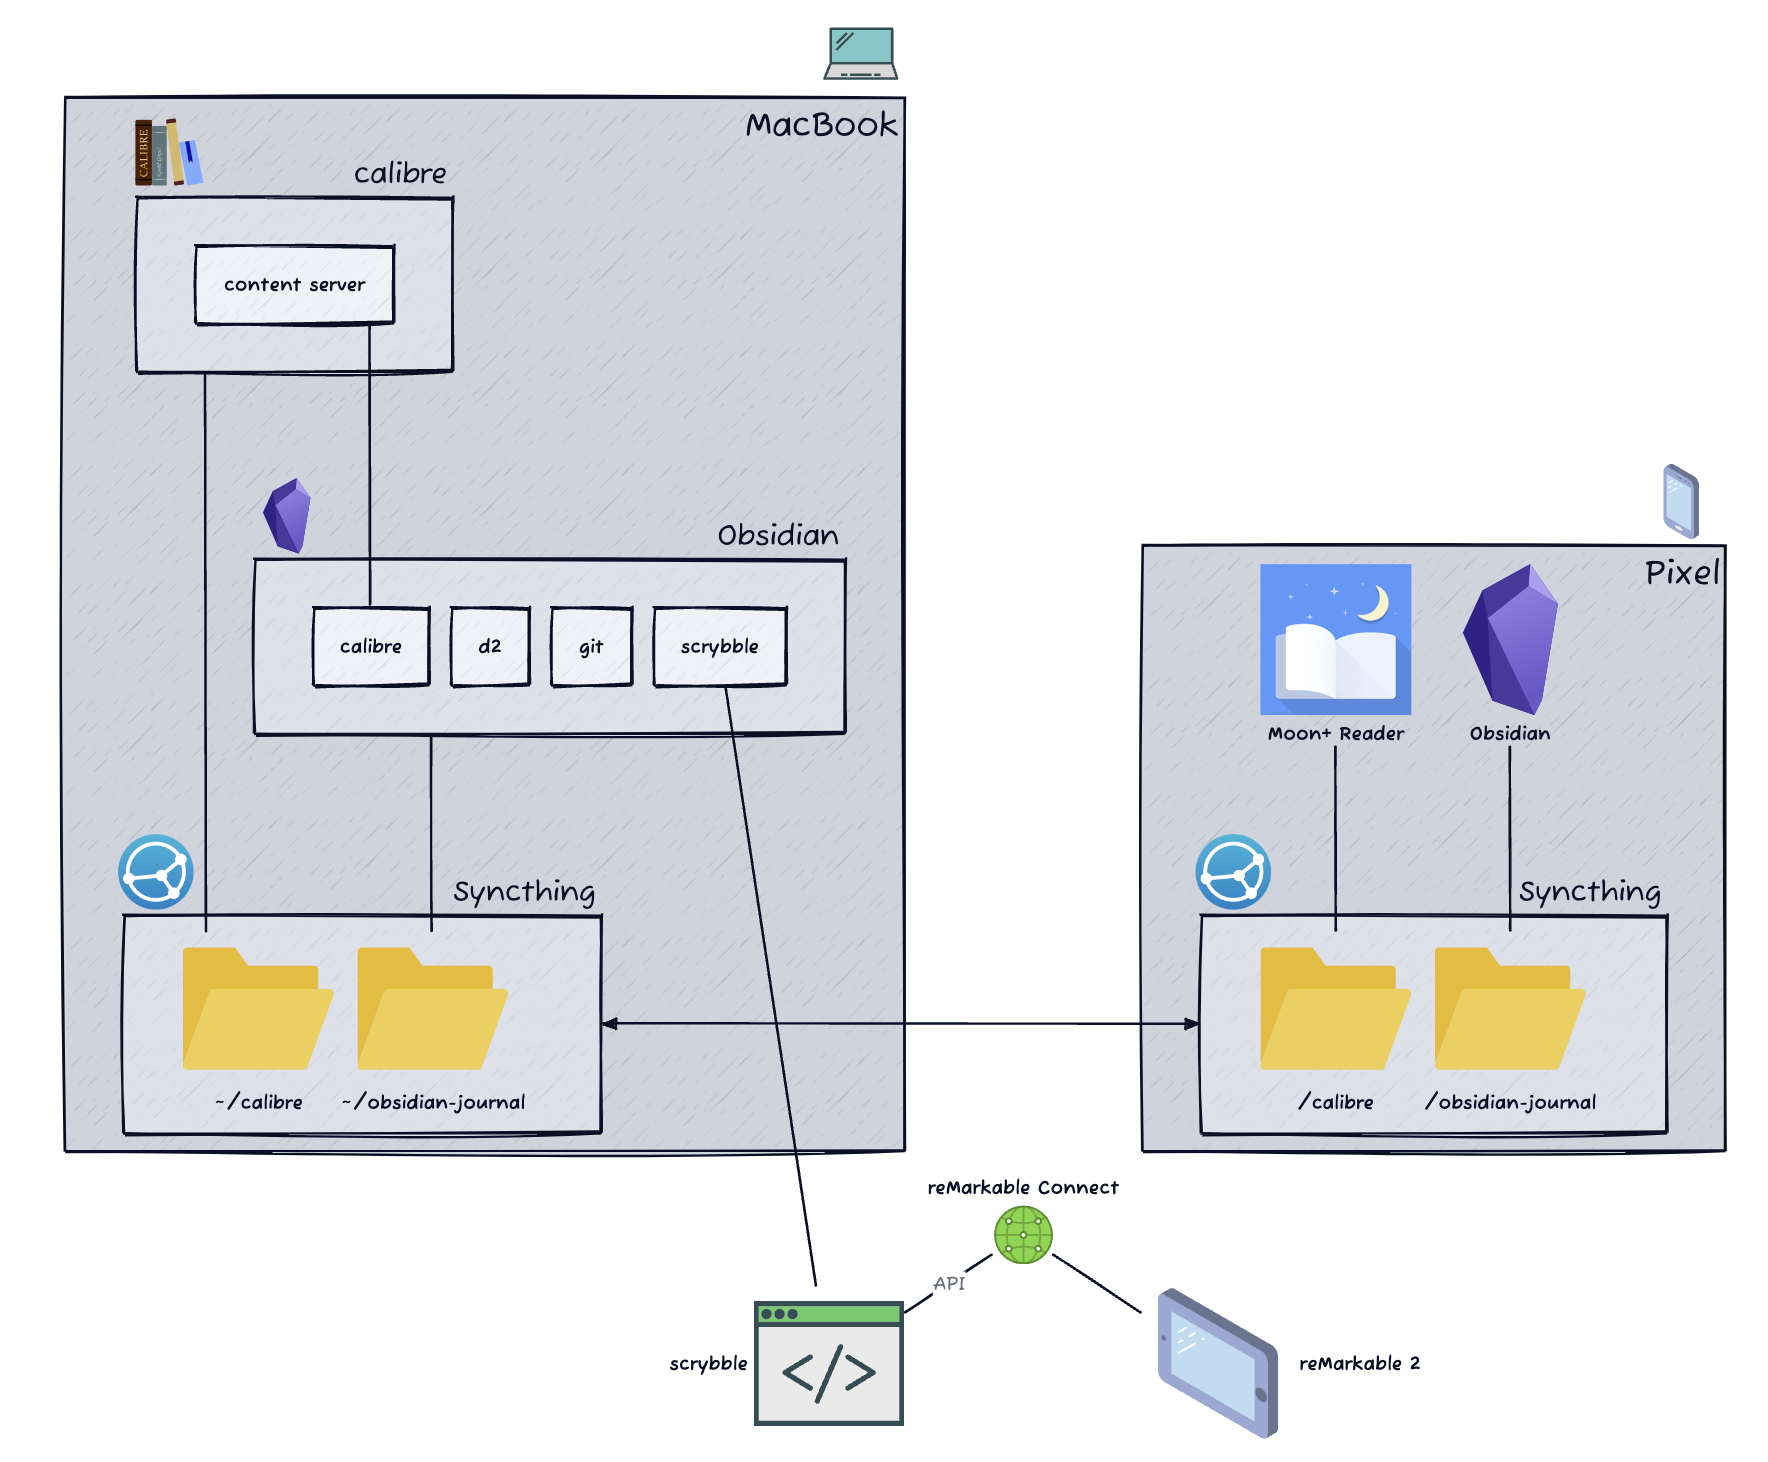 MacBook
CALIBRE
calibre
content server
Obsidian
calibre
d2
git
scrybble
Syncthing
~/calibre
~/obsidian-journal
Pixel
Moon+ Reader
Obsidian
Syncthing
/calibre
/obsidian-journal
reMarkable Connect
API
scrybble
reMarkable 2